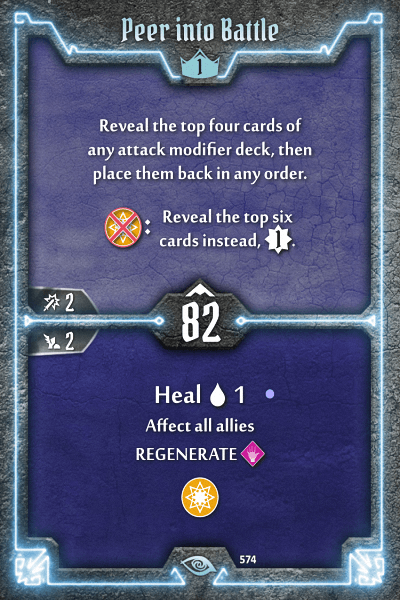 Peer into Battle
1
Reveal the top four cards of
any attack modifier deck, then
place them back in any order.
: Reveal the top six
cards instead, 1.
2
82
2
Heal 1
Affect all allies
REGENERATE
574